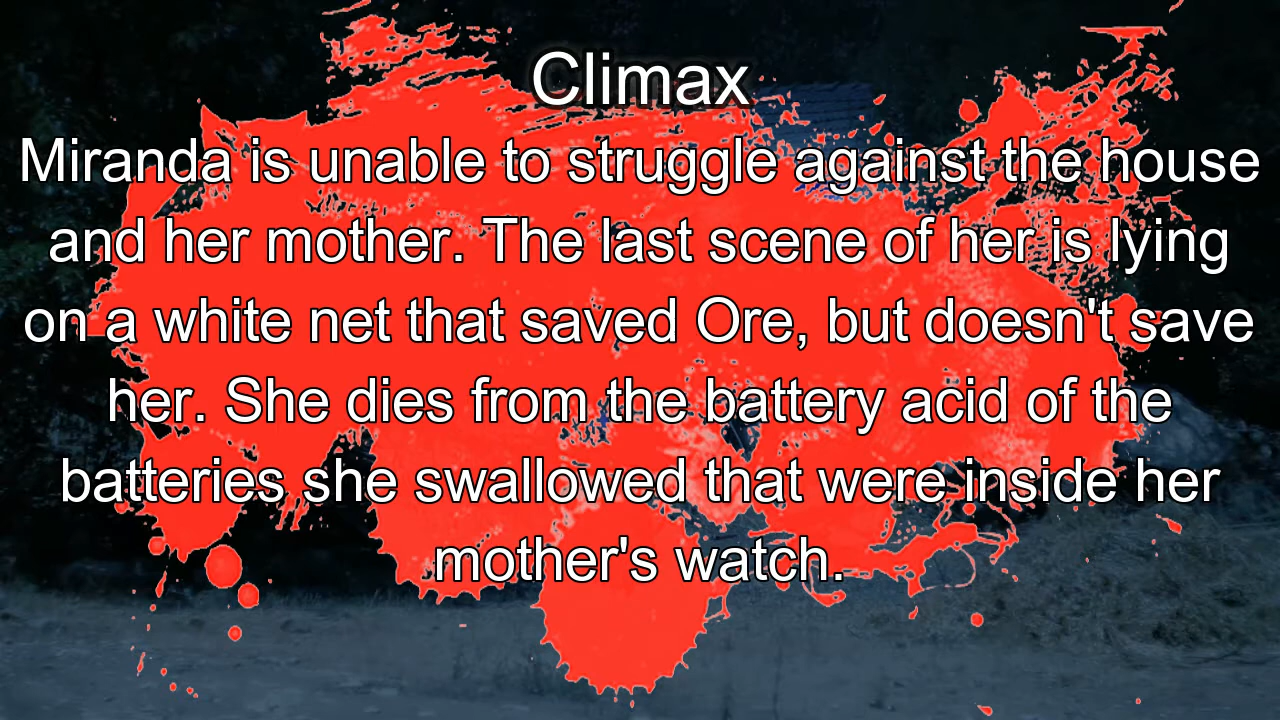 Climax
Miranda is unable to struggle against the house
and her mother. The last scene of her is lying
on a white net that saved Ore, but doesn't save
her. She dies from the battery acid of the
batteries she swallowed that were inside her
mother's watch.